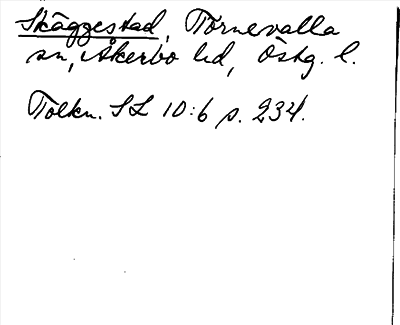 Skäggestad, Törnevalla
sn, Åkerbo hd, Östg. l.
Tolkn. SL 10:6 s. 234.